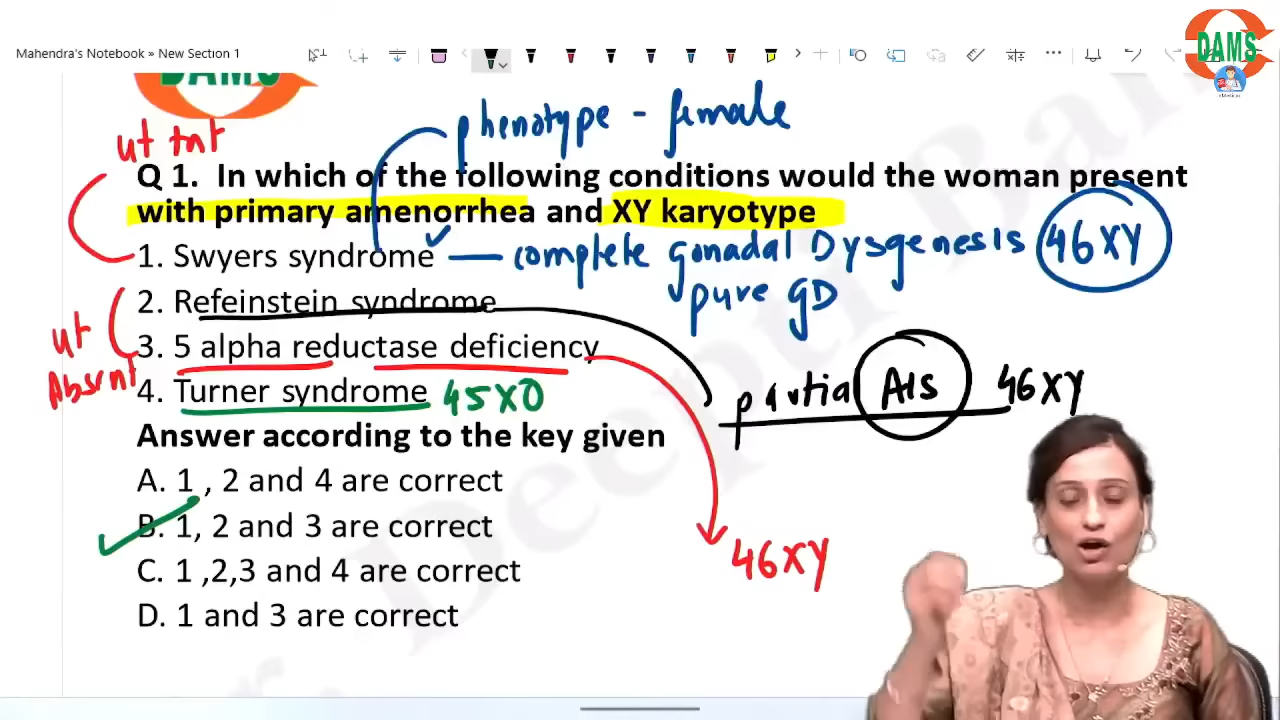 Mahendra's Notebook » New Section 1
DAMS
DAMS
ut tnt
phenotype - female
Q 1. In which of the following conditions would the woman present
with primary amenorrhea and XY karyotype
1. Swyers syndrome — complete gonadal Dysgenesis 46XY
pure GD
2. Refeinstein syndrome
ut
Absnt
3. 5 alpha reductase deficiency
partial AIS 46XY
4. Turner syndrome 45XO
Answer according to the key given
A. 1 , 2 and 4 are correct
B. 1, 2 and 3 are correct
46XY
C. 1 ,2,3 and 4 are correct
D. 1 and 3 are correct